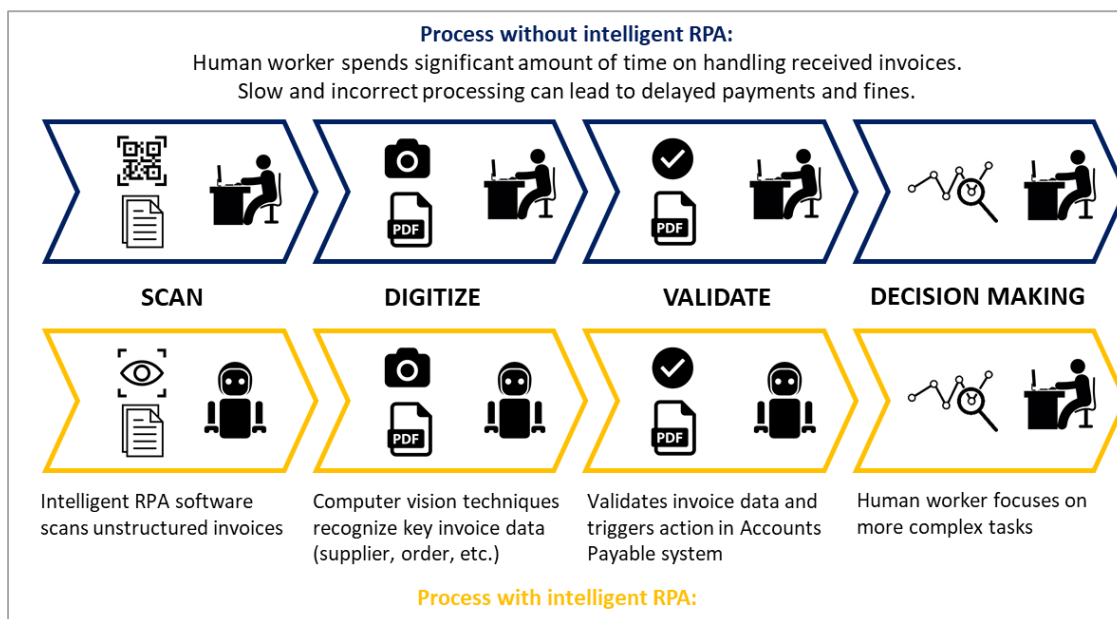 Process without intelligent RPA:
Human worker spends significant amount of time on handling received invoices.
Slow and incorrect processing can lead to delayed payments and fines.
PDF
PDF
SCAN
DIGITIZE
VALIDATE
DECISION MAKING
PDF
PDF
Intelligent RPA software
scans unstructured invoices
Computer vision techniques
recognize key invoice data
(supplier, order, etc.)
Validates invoice data and
triggers action in Accounts
Payable system
Human worker focuses on
more complex tasks
Process with intelligent RPA: